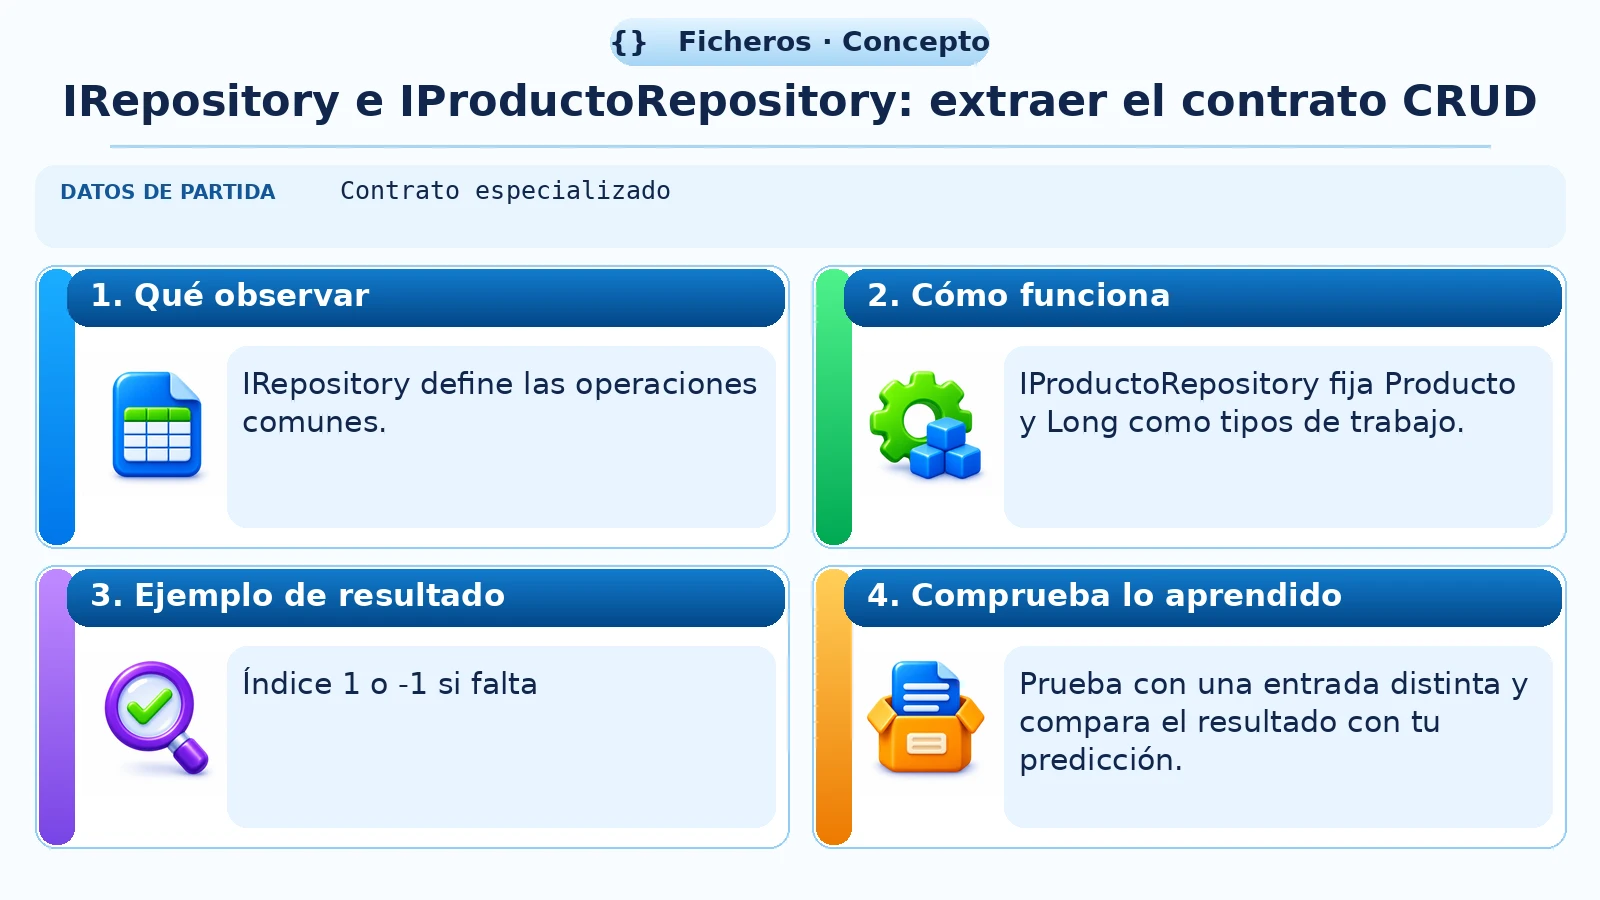 {} Ficheros · Concepto
IRepository e IProductoRepository: extraer el contrato CRUD
DATOS DE PARTIDA Contrato especializado
1. Qué observar
IRepository define las operaciones
comunes.
2. Cómo funciona
IProductoRepository fija Producto
y Long como tipos de trabajo.
3. Ejemplo de resultado
Índice 1 o -1 si falta
4. Comprueba lo aprendido
Prueba con una entrada distinta y
compara el resultado con tu
predicción.